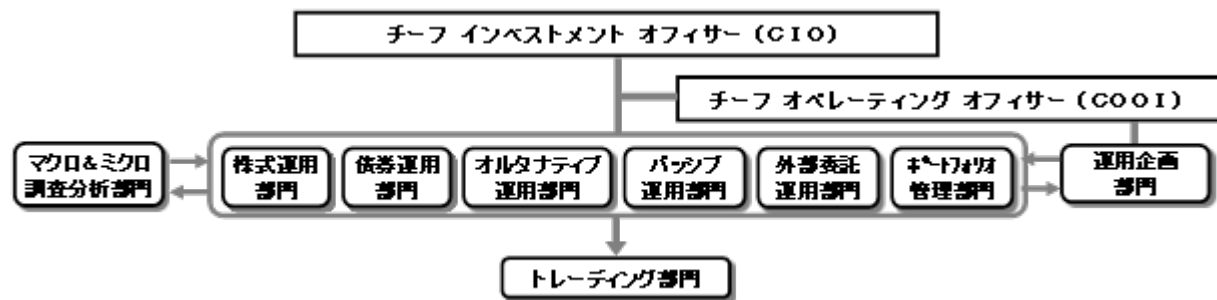 チーフ インベストメント オフィサー (CIO)
チーフ オペレーティング オフィサー (COOI)
マクロ&ミクロ
調査分析部門
株式運用
部門
債券運用
部門
オルタナティブ
運用部門
パッシブ
運用部門
外部委託
運用部門
ポートフォリオ
管理部門
運用企画
部門
トレーディング部門